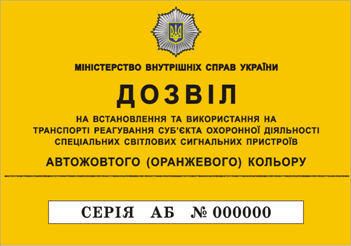 МІНІСТЕРСТВО ВНУТРІШНІХ СПРАВ УКРАЇНИ
ДОЗВІЛ
НА ВСТАНОВЛЕННЯ ТА ВИКОРИСТАННЯ НА
ТРАНСПОРТІ РЕАГУВАННЯ СУБ'ЄКТА ОХОРОННОЇ ДІЯЛЬНОСТІ
СПЕЦІАЛЬНИХ СВІТЛОВИХ СИГНАЛЬНИХ ПРИСТРОЇВ
АВТОЖОВТОГО (ОРАНЖЕВОГО) КОЛЬОРУ
СЕРІЯ АБ № 000000